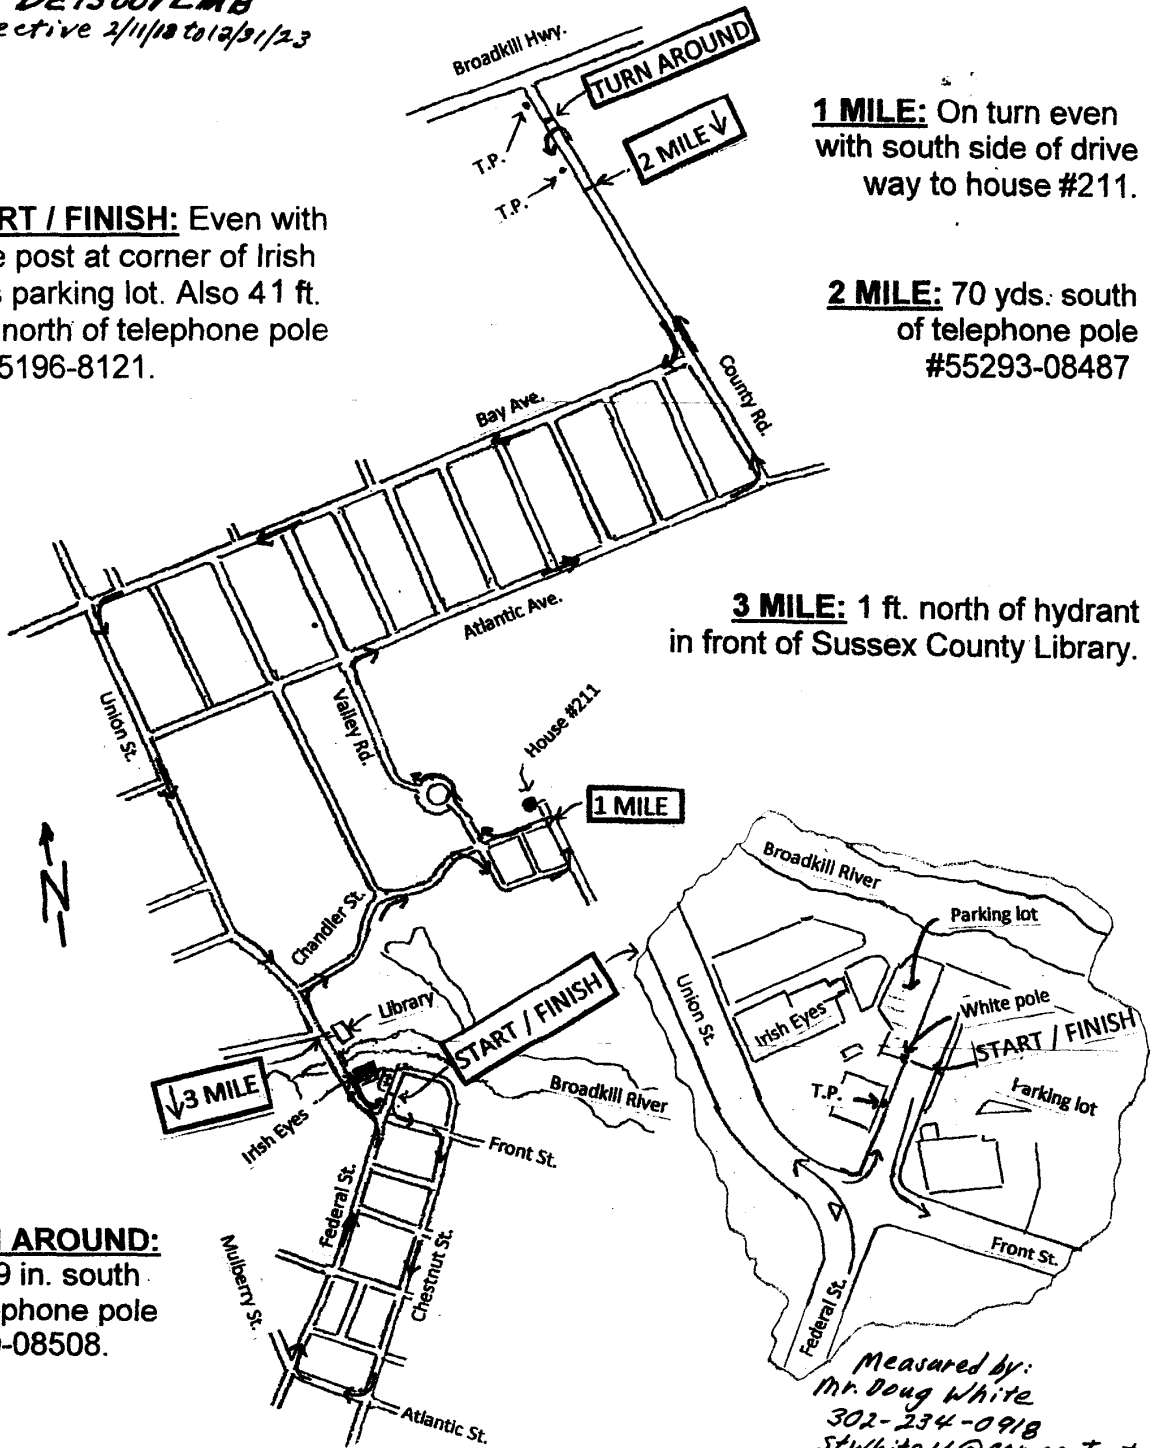 DE13001LMB
ective 2/11/13 to 12/31/23
Broadkill Hwy.
TURN AROUND
2 MILE
T.P.
T.P.
1 MILE: On turn even
with south side of drive
way to house #211.
RT / FINISH: Even with
e post at corner of Irish
s parking lot. Also 41 ft.
north of telephone pole
5196-8121.
2 MILE: 70 yds. south
of telephone pole
#55293-08487
County Rd.
Bay Ave.
Atlantic Ave.
3 MILE: 1 ft. north of hydrant
in front of Sussex County Library.
Union St.
Valley Rd.
House #211
1 MILE
N
Chandler St.
Library
START / FINISH
3 MILE
Irish Eyes
Broadkill River
Front St.
Federal St.
Chestnut St.
Mulberry St.
Atlantic St.
Broadkill River
Parking lot
Union St.
Irish Eyes
White pole
START / FINISH
T.P.
Parking lot
Front St.
Federal St.
AROUND:
9 in. south
ephone pole
-08508.
Measured by:
Mr. Doug White
302-234-0918